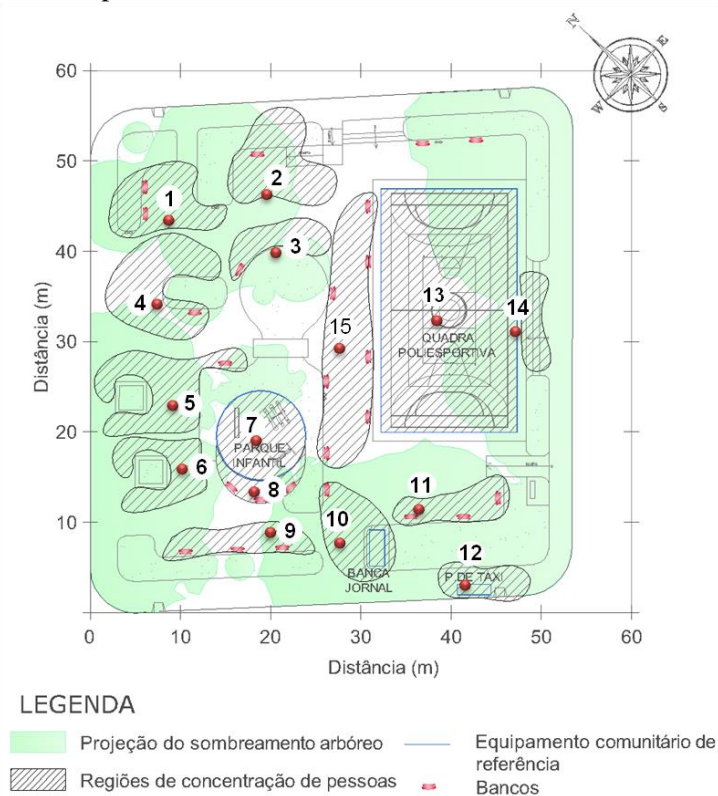 N
E
W
S
60
50
40
30
20
10
Distância (m)
1
2
3
4
13
14
15
QUADRA
POLIESPORTIVA
5
6
7
PARQUE
INFANTIL
8
9
10
11
BANCA
JORNAL
12
P. DE TAXI
0 10 20 30 40 50 60
Distância (m)
LEGENDA
Projeção do sombreamento arbóreo
Equipamento comunitário de
referência
Regiões de concentração de pessoas
Bancos